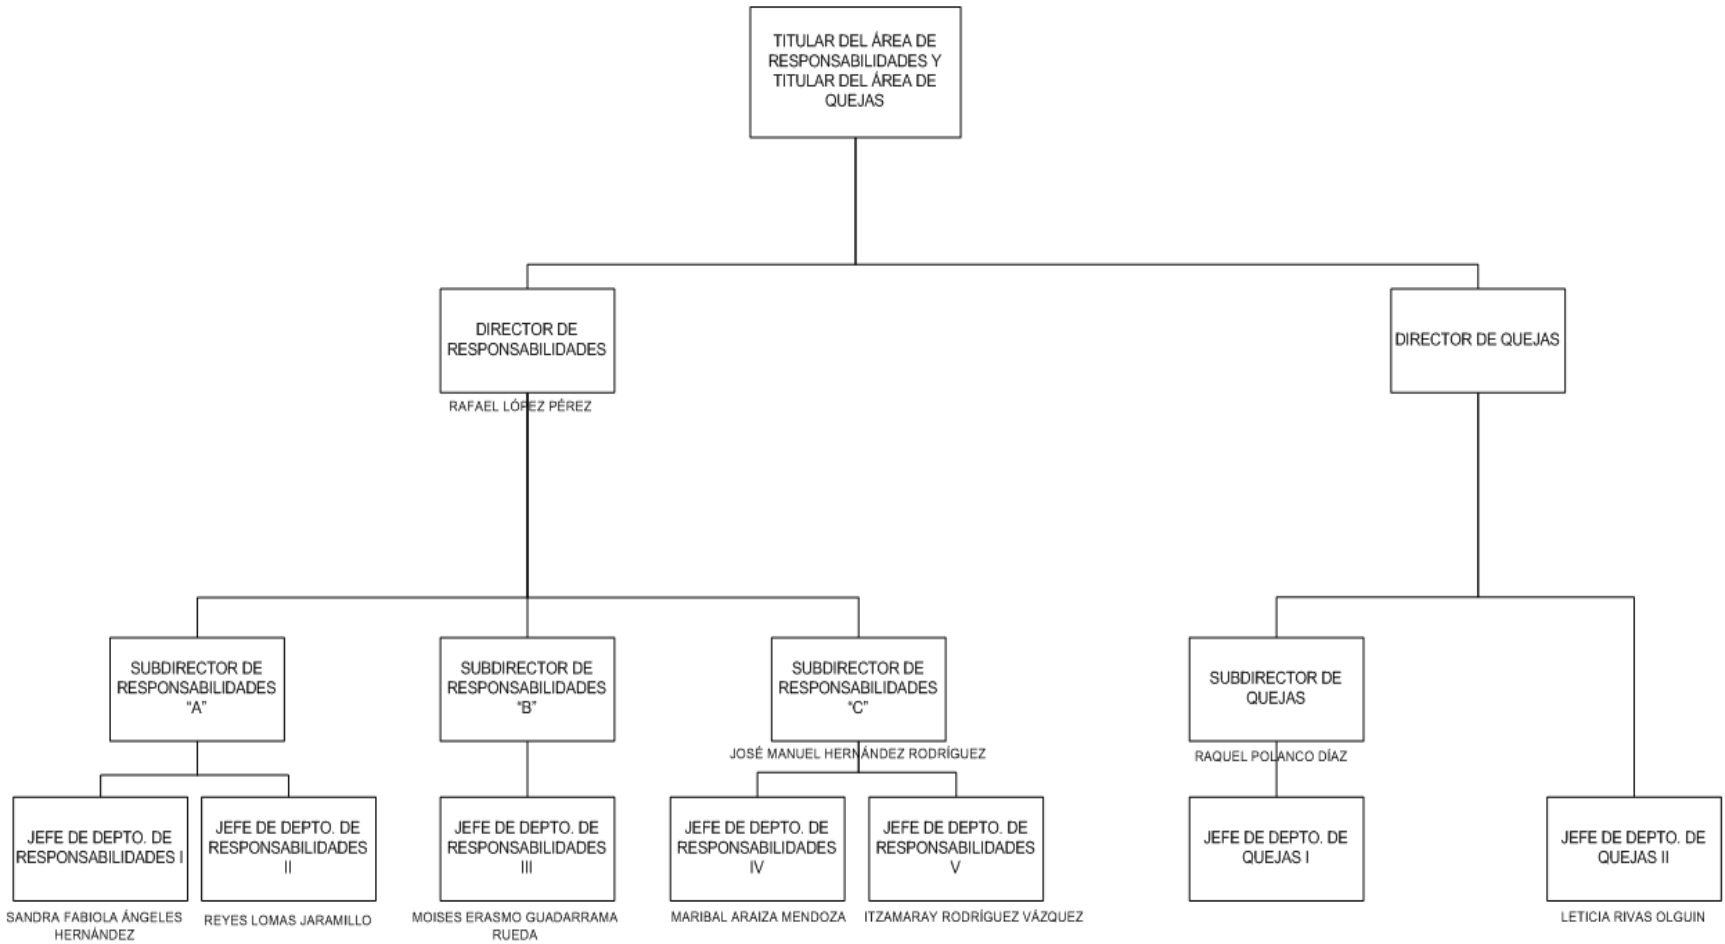 TITULAR DEL ÁREA DE
RESPONSABILIDADES Y
TITULAR DEL ÁREA DE
QUEJAS
DIRECTOR DE
RESPONSABILIDADES
RAFAEL LÓPEZ PÉREZ
DIRECTOR DE QUEJAS
SUBDIRECTOR DE
RESPONSABILIDADES
“A”
SUBDIRECTOR DE
RESPONSABILIDADES
“B”
SUBDIRECTOR DE
RESPONSABILIDADES
“C”
JOSÉ MANUEL HERNÁNDEZ RODRÍGUEZ
SUBDIRECTOR DE
QUEJAS
RAQUEL POLANCO DÍAZ
JEFE DE DEPTO. DE
RESPONSABILIDADES I
SANDRA FABIOLA ÁNGELES
HERNÁNDEZ
JEFE DE DEPTO. DE
RESPONSABILIDADES
II
REYES LOMAS JARAMILLO
JEFE DE DEPTO. DE
RESPONSABILIDADES
III
MOISES ERASMO GUADARRAMA
RUEDA
JEFE DE DEPTO. DE
RESPONSABILIDADES
IV
MARIBAL ARAIZA MENDOZA
JEFE DE DEPTO. DE
RESPONSABILIDADES
V
ITZAMARAY RODRÍGUEZ VÁZQUEZ
JEFE DE DEPTO. DE
QUEJAS I
JEFE DE DEPTO. DE
QUEJAS II
LETICIA RIVAS OLGUIN